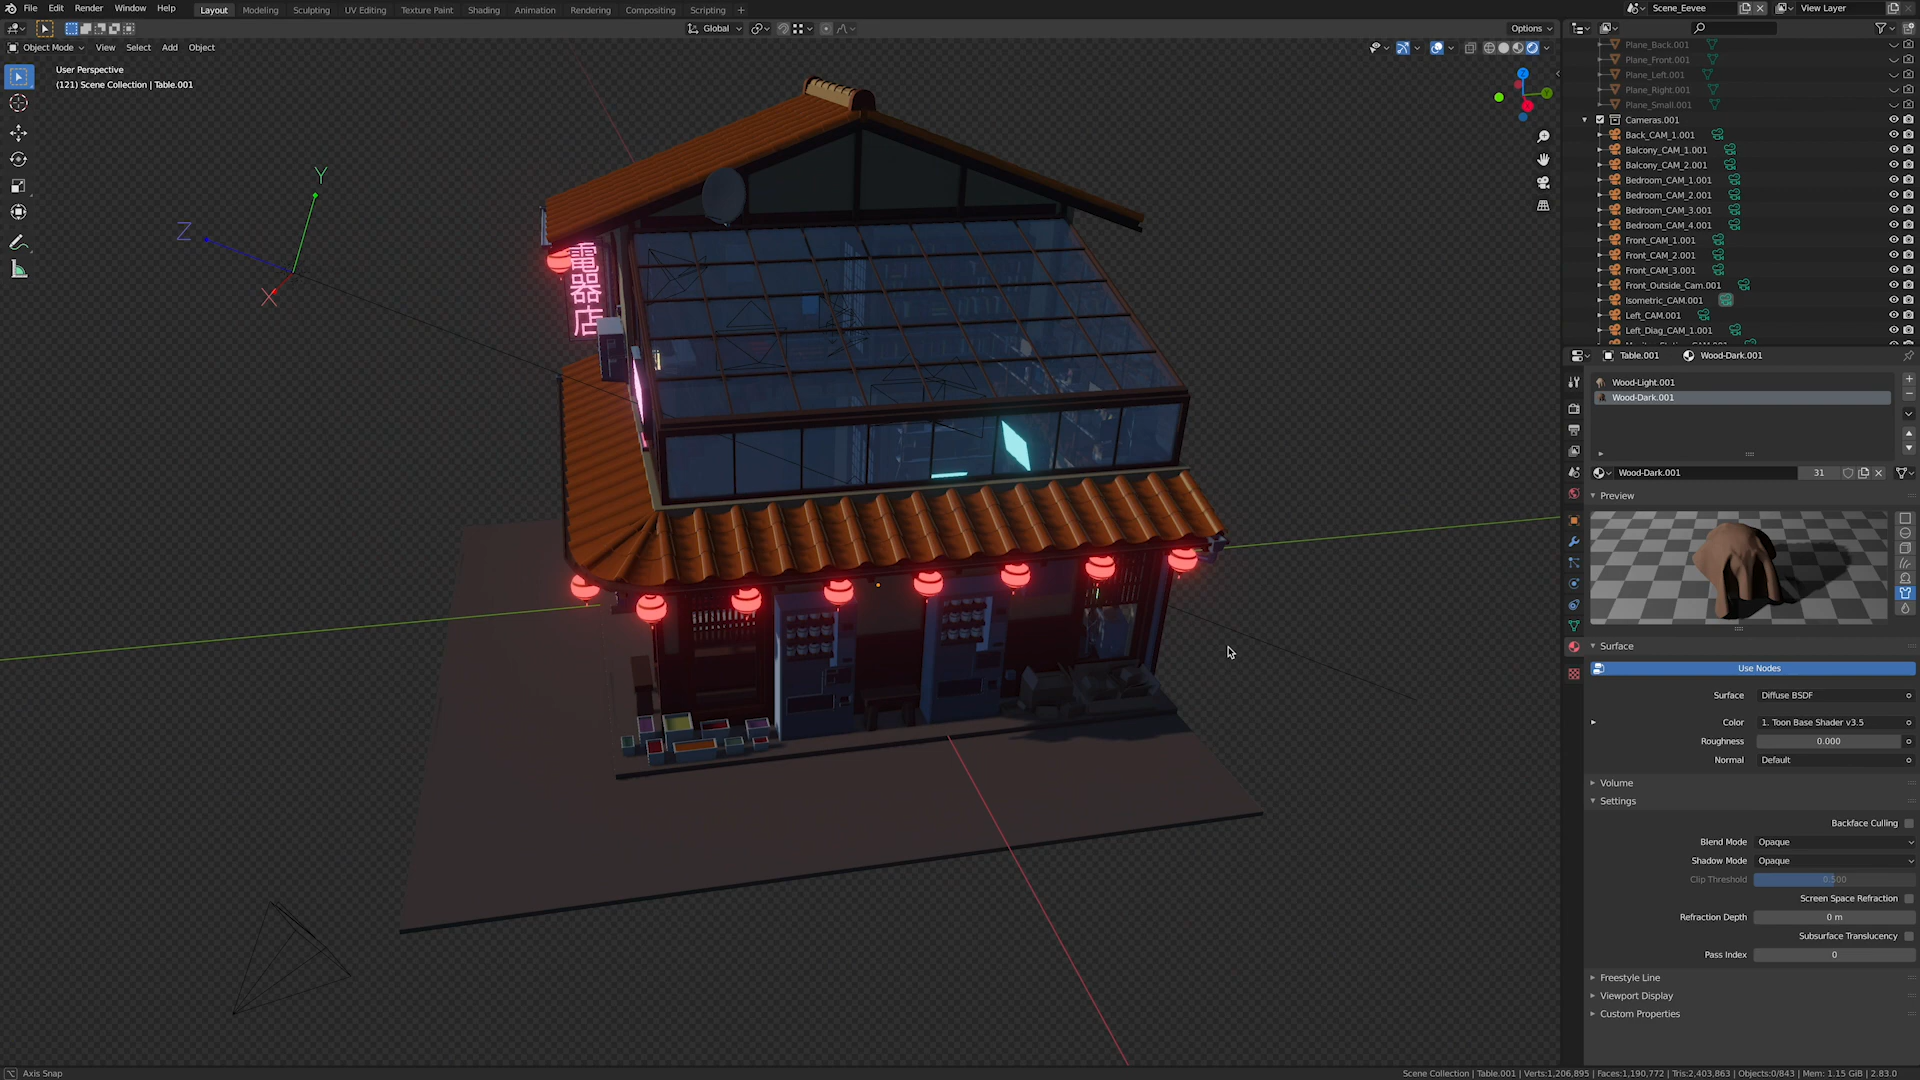 File Edit Render Window Help Layout Modeling Sculpting UV Editing Texture Paint Shading Animation Rendering Compositing Scripting + Scene_Eevee View Layer
Global Options
Object Mode View Select Add Object
User Perspective
(121) Scene Collection | Table.001
Y
Z
X
電器店
Plane_Back.001
Plane_Front.001
Plane_Left.001
Plane_Right.001
Plane_Small.001
Cameras.001
Back_CAM_1.001
Balcony_CAM_1.001
Balcony_CAM_2.001
Bedroom_CAM_1.001
Bedroom_CAM_2.001
Bedroom_CAM_3.001
Bedroom_CAM_4.001
Front_CAM_1.001
Front_CAM_2.001
Front_CAM_3.001
Front_Outside_Cam.001
Isometric_CAM.001
Left_CAM.001
Left_Diag_CAM_1.001
Table.001 Wood-Dark.001
Wood-Light.001
Wood-Dark.001
Wood-Dark.001 31
Preview
Surface
Use Nodes
Surface Diffuse BSDF
Color 1. Toon Base Shader v3.5
Roughness 0.000
Normal Default
Volume
Settings
Backface Culling
Blend Mode Opaque
Shadow Mode Opaque
Clip Threshold 0.500
Screen Space Refraction
Refraction Depth 0 m
Subsurface Translucency
Pass Index 0
Freestyle Line
Viewport Display
Custom Properties
Axis Snap
Scene Collection | Table.001 | Verts:1,206,895 | Faces:1,190,772 | Tris:2,403,863 | Objects:0/843 | Mem: 1.15 GiB | 2.83.0